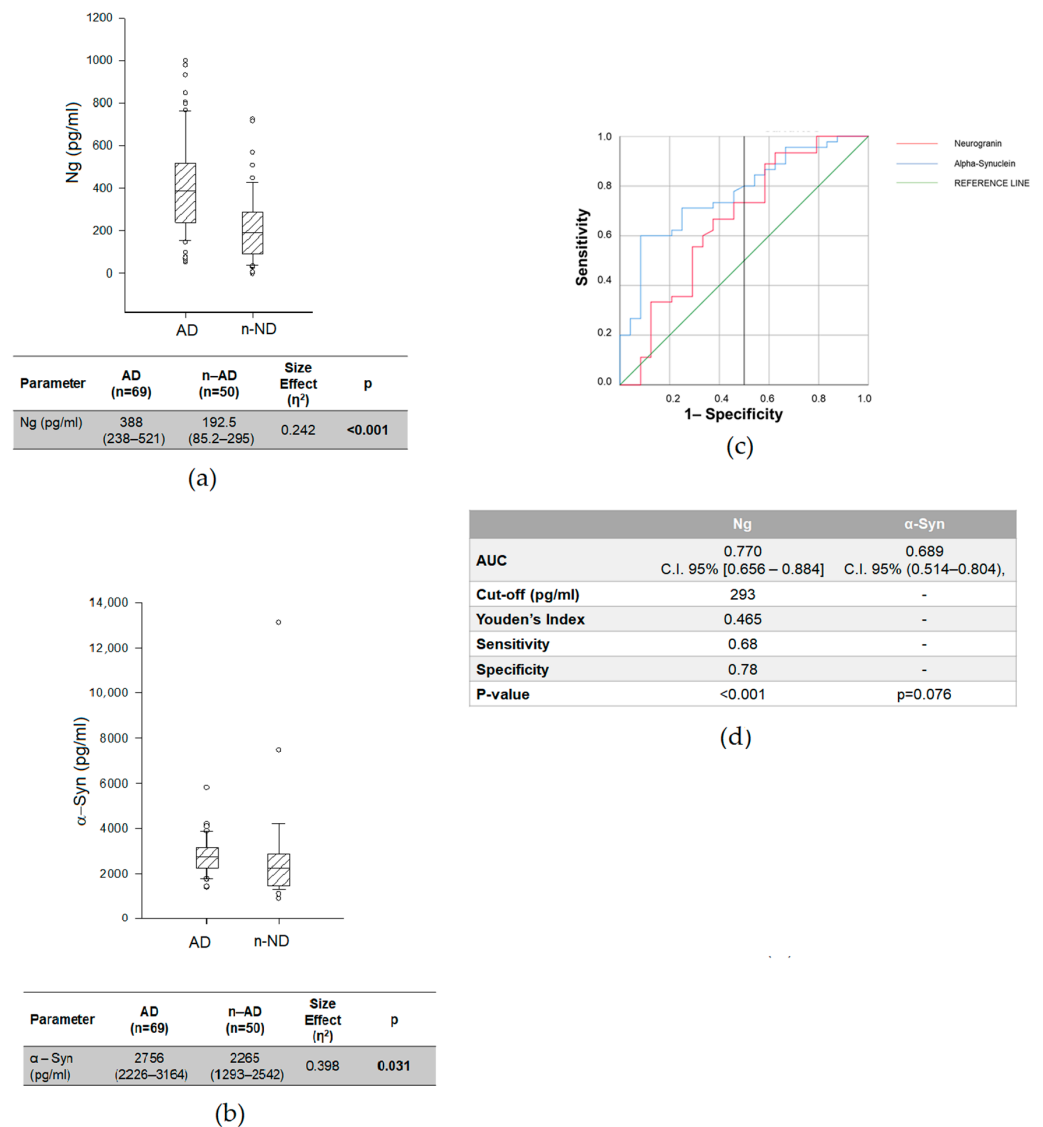 1200
1000
800
600
400
200
0
Ng (pg/ml)
AD
n-ND
Parameter
AD
(n=69)
n–AD
(n=50)
Size
Effect
(η²)
p
Ng (pg/ml)
388
(238–521)
192.5
(85.2–295)
0.242
<0.001
(a)
14,000
12,000
10,000
8000
6000
4000
2000
0
α–Syn (pg/ml)
AD
n-ND
Parameter
AD
(n=69)
n–AD
(n=50)
Size
Effect
(η²)
p
α – Syn
(pg/ml)
2756
(2226–3164)
2265
(1293–2542)
0.398
0.031
(b)
1.0
0.8
0.6
0.4
0.2
0.0
Sensitivity
0.2 0.4 0.6 0.8 1.0
1– Specificity
Neurogranin
Alpha-Synuclein
REFERENCE LINE
(c)
Ng α-Syn
AUC
0.770
C.I. 95% [0.656 – 0.884]
0.689
C.I. 95% (0.514–0.804),
Cut-off (pg/ml) 293 -
Youden's Index 0.465 -
Sensitivity 0.68 -
Specificity 0.78 -
P-value <0.001 p=0.076
(d)